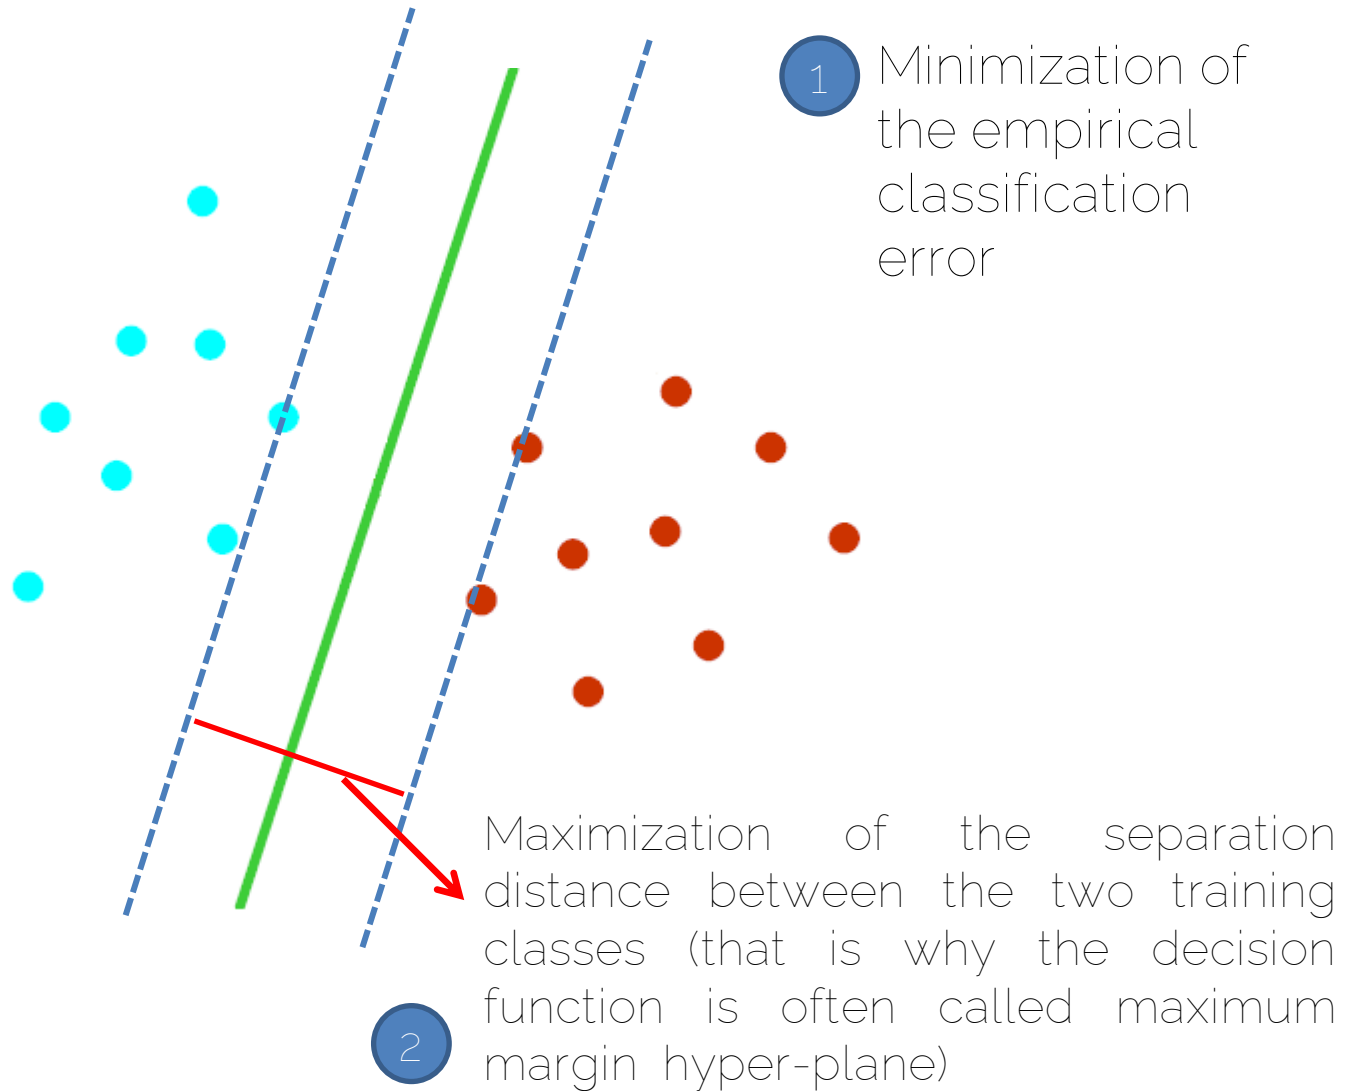 1
Minimization of
the empirical
classification
error
Maximization of the separation
distance between the two training
classes (that is why the decision
function is often called maximum
margin hyper-plane)
2